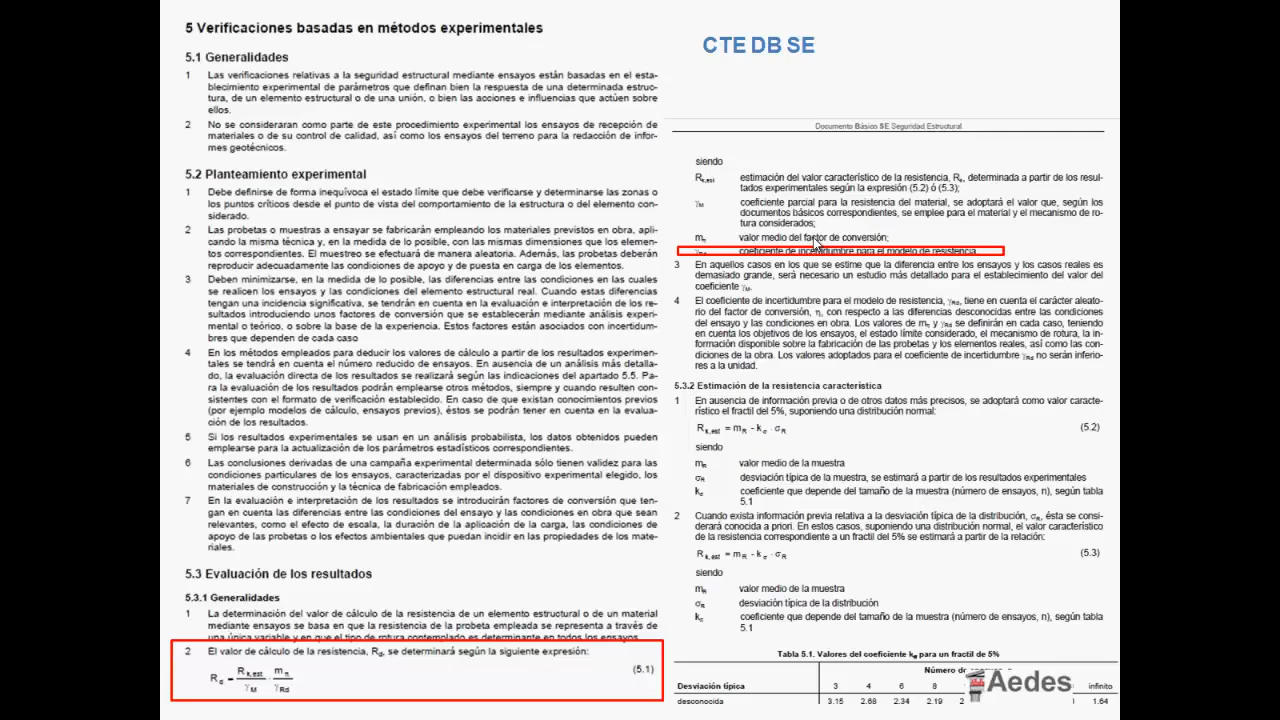 5 Verificaciones basadas en métodos experimentales
5.1 Generalidades
1 Las verificaciones relativas a la seguridad estructural mediante ensayos están basadas en el esta-
blecimiento experimental de parámetros que definan bien la respuesta de una determinada estruc-
tura, de un elemento estructural o de una unión, o bien las acciones e influencias que actúen sobre
ellos.
2 No se consideraran como parte de este procedimiento experimental los ensayos de recepción de
materiales o de su control de calidad, así como los ensayos del terreno para la redacción de infor-
mes geotécnicos.
5.2 Planteamiento experimental
1 Debe definirse de forma inequívoca el estado límite que debe verificarse y determinarse las zonas o
los puntos críticos desde el punto de vista del comportamiento de la estructura o del elemento con-
siderado.
2 Las probetas o muestras a ensayar se fabricarán empleando los materiales previstos en obra, apli-
cando la misma técnica y, en la medida de lo posible, con las mismas dimensiones que los elemen-
tos correspondientes. El muestreo se efectuará de manera aleatoria. Además, las probetas deberán
reproducir adecuadamente las condiciones de apoyo y de puesta en carga de los elementos.
3 Deben minimizarse, en la medida de lo posible, las diferencias entre las condiciones en las cuales
se realicen los ensayos y las condiciones del elemento estructural real. Cuando estas diferencias
tengan una incidencia significativa, se tendrán en cuenta en la evaluación e interpretación de los re-
sultados introduciendo unos factores de conversión que se establecerán mediante análisis experi-
mental o teórico, o sobre la base de la experiencia. Estos factores están asociados con incertidum-
bres que dependen de cada caso
4 En los métodos empleados para deducir los valores de cálculo a partir de los resultados experimen-
tales se tendrá en cuenta el número reducido de ensayos. En ausencia de un análisis más detalla-
do, la evaluación directa de los resultados se realizará según las indicaciones del apartado 5.5. Pa-
ra la evaluación de los resultados podrán emplearse otros métodos, siempre y cuando resulten con-
sistentes con el formato de verificación establecido. En caso de que existan conocimientos previos
(por ejemplo modelos de cálculo, ensayos previos), éstos se podrán tener en cuenta en la evalua-
ción de los resultados.
5 Si los resultados experimentales se usan en un análisis probabilista, los datos obtenidos pueden
emplearse para la actualización de los parámetros estadísticos correspondientes.
6 Las conclusiones derivadas de una campaña experimental determinada sólo tienen validez para las
condiciones particulares de los ensayos, caracterizadas por el dispositivo experimental elegido, los
materiales de construcción y la técnica de fabricación empleados.
7 En la evaluación e interpretación de los resultados se introducirán factores de conversión que ten-
gan en cuenta las diferencias entre las condiciones del ensayo y las condiciones en obra que sean
relevantes, como el efecto de escala, la duración de la aplicación de la carga, las condiciones de
apoyo de las probetas o los efectos ambientales que puedan incidir en las propiedades de los mate-
riales.
5.3 Evaluación de los resultados
5.3.1 Generalidades
1 La determinación del valor de cálculo de la resistencia de un elemento estructural o de un material
mediante ensayos se basa en que la resistencia de la probeta empleada se representa a través de
una única variable y en que el tipo de rotura contemplado es determinante en todos los ensayos.
2 El valor de cálculo de la resistencia, Rd, se determinará según la siguiente expresión:
Rd = Rk,est / γM · mη / γRd (5.1)
CTE DB SE
Documento Básico SE Seguridad Estructural
siendo
Rk,est estimación del valor característico de la resistencia, Rk, determinada a partir de los resul-
tados experimentales según la expresión (5.2) ó (5.3);
γM coeficiente parcial para la resistencia del material, se adoptará el valor que, según los
documentos básicos correspondientes, se emplee para el material y el mecanismo de ro-
tura considerados;
mη valor medio del factor de conversión;
γRd coeficiente de incertidumbre para el modelo de resistencia.
3 En aquellos casos en los que se estime que la diferencia entre los ensayos y los casos reales es
demasiado grande, será necesario un estudio más detallado para el establecimiento del valor del
coeficiente γM.
4 El coeficiente de incertidumbre para el modelo de resistencia, γRd, tiene en cuenta el carácter aleato-
rio del factor de conversión, η, con respecto a las diferencias desconocidas entre las condiciones
del ensayo y las condiciones en obra. Los valores de mη y γRd se definirán en cada caso, teniendo
en cuenta los objetivos de los ensayos, el estado límite considerado, el mecanismo de rotura, la in-
formación disponible sobre la fabricación de las probetas y los elementos reales, así como las con-
diciones de la obra. Los valores adoptados para el coeficiente de incertidumbre γRd no serán inferio-
res a la unidad.
5.3.2 Estimación de la resistencia característica
1 En ausencia de información previa o de otros datos más precisos, se adoptará como valor caracte-
rístico el fractil del 5%, suponiendo una distribución normal:
Rk,est = mR - kσ · σR (5.2)
siendo
mR valor medio de la muestra
σR desviación típica de la muestra, se estimará a partir de los resultados experimentales
kσ coeficiente que depende del tamaño de la muestra (número de ensayos, n), según tabla
5.1
2 Cuando exista información previa relativa a la desviación típica de la distribución, σR, ésta se consi-
derará conocida a priori. En estos casos, suponiendo una distribución normal, el valor característico
de la resistencia correspondiente a un fractil del 5% se estimará a partir de la relación:
Rk,est = mR - kσ · σR (5.3)
siendo
mR valor medio de la muestra
σR desviación típica de la distribución
kσ coeficiente que depende del tamaño de la muestra (número de ensayos, n), según tabla
5.1
Tabla 5.1. Valores del coeficiente kσ para un fractil de 5%
Número de
Desviación típica 3 4 6 8 infinito
desconocida 3.15 2.68 2.34 2.19 1.64
Aedes